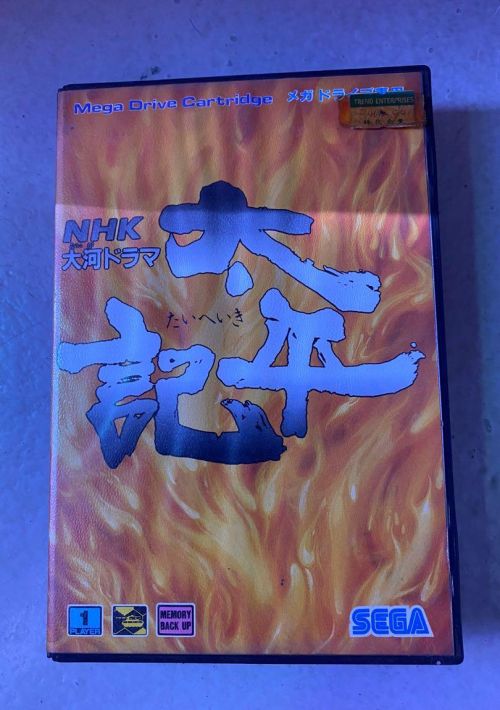 Mega Drive Cartridge メガドライブ専用
TREND ENTERPRISES
NHK
大河ドラマ
太平記
たいへいき
1
PLAYER
MEMORY
BACK UP
SEGA